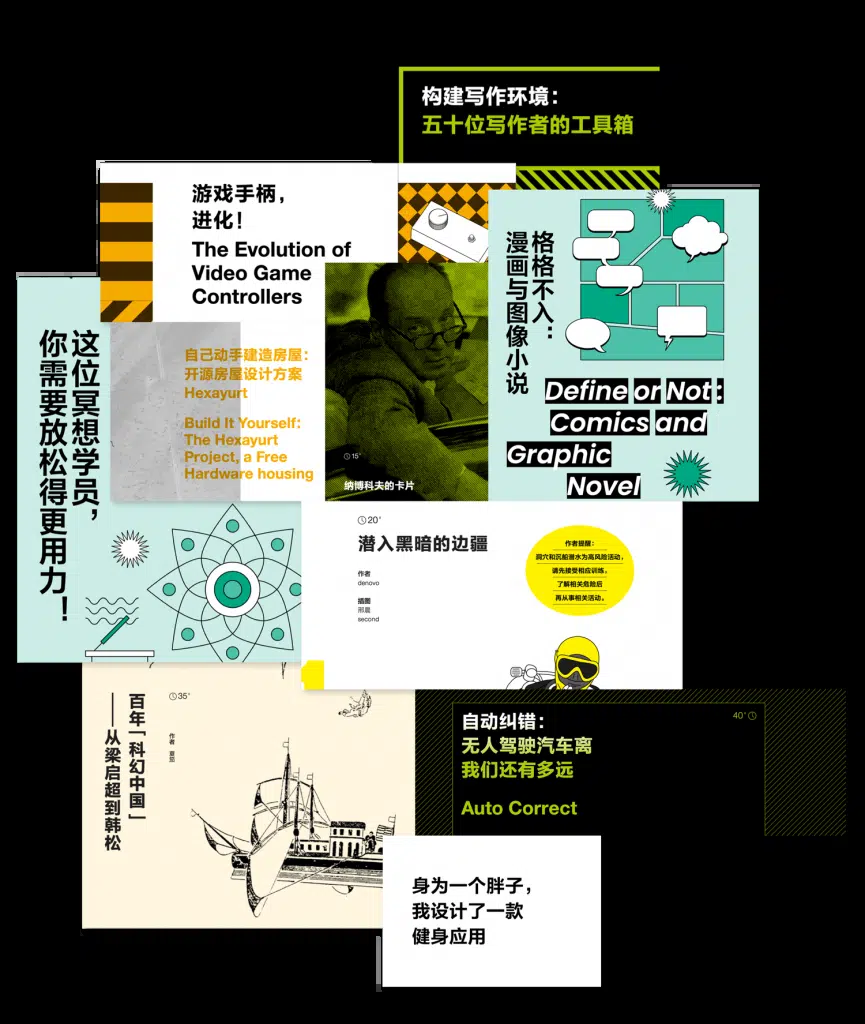 构建写作环境：
五十位写作者的工具箱
游戏手柄，
进化！
The Evolution of
Video Game
Controllers
格格不入：
漫画与图像小说
Define or Not:
Comics and
Graphic
Novel
这位冥想学员，
你需要放松得更用力！
自己动手建造房屋：
开源房屋设计方案
Hexayurt
Build It Yourself:
The Hexayurt
Project, a Free
Hardware housing
15'
纳博科夫的卡片
20'
潜入黑暗的边疆
作者
denovo
插图
邢晨
second
作者提醒：
洞穴和沉船潜水为高风险活动，
请先接受相应训练，
了解相关危险后
再从事相关活动。
百年「科幻中国」
——从梁启超到韩松
35'
作者
自动纠错：
无人驾驶汽车离
我们还有多远
Auto Correct
40'
身为一个胖子，
我设计了一款
健身应用